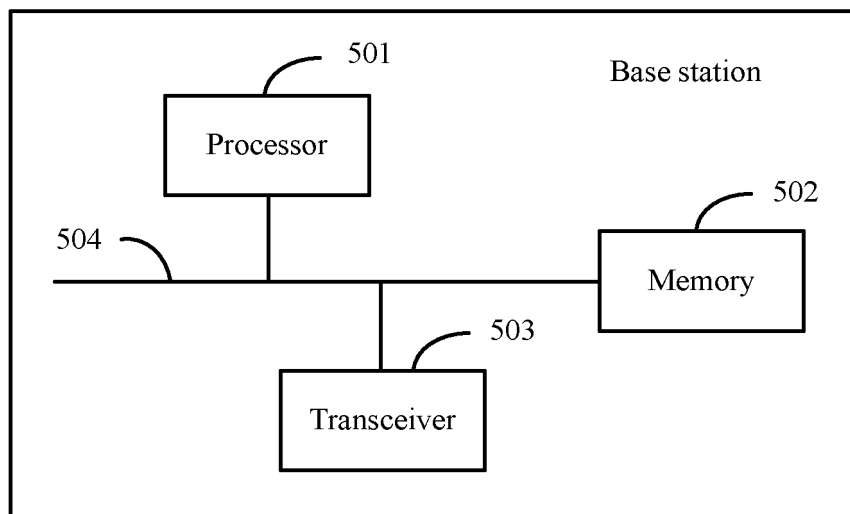 501
Base station
Processor
502
504
Memory
503
Transceiver